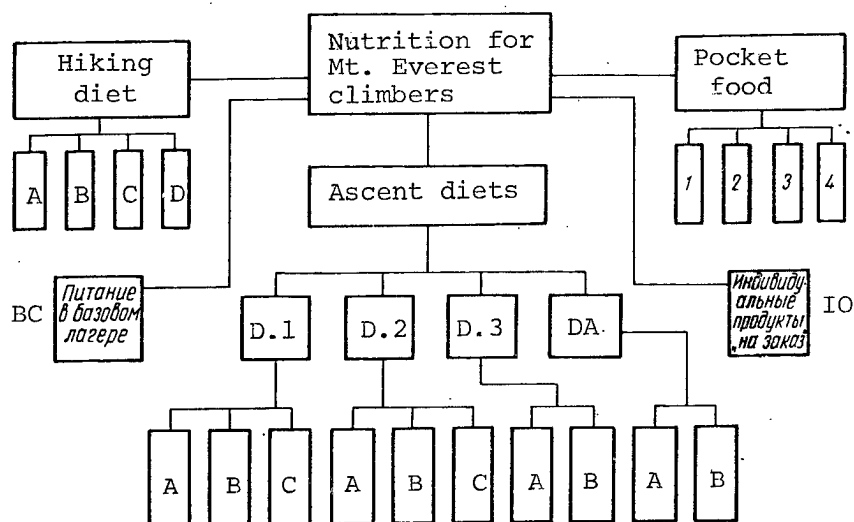 Hiking
diet
Nutrition for
Mt. Everest
climbers
Pocket
food
A B C D
1 2 3 4
Ascent diets
BC
Питание
в базовом
лагере
Индивиду-
альные
продукты
"на заказ"
IO
D.1 D.2 D.3 DA
A B C A B C A B A B